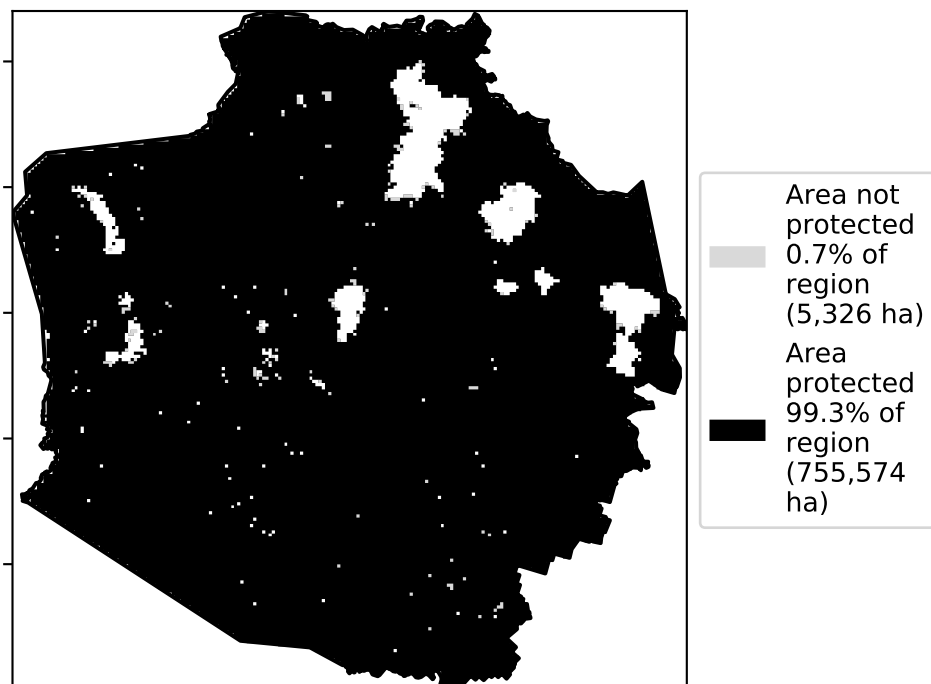 Area not
protected
0.7% of
region
(5,326 ha)
Area
protected
99.3% of
region
(755,574
ha)